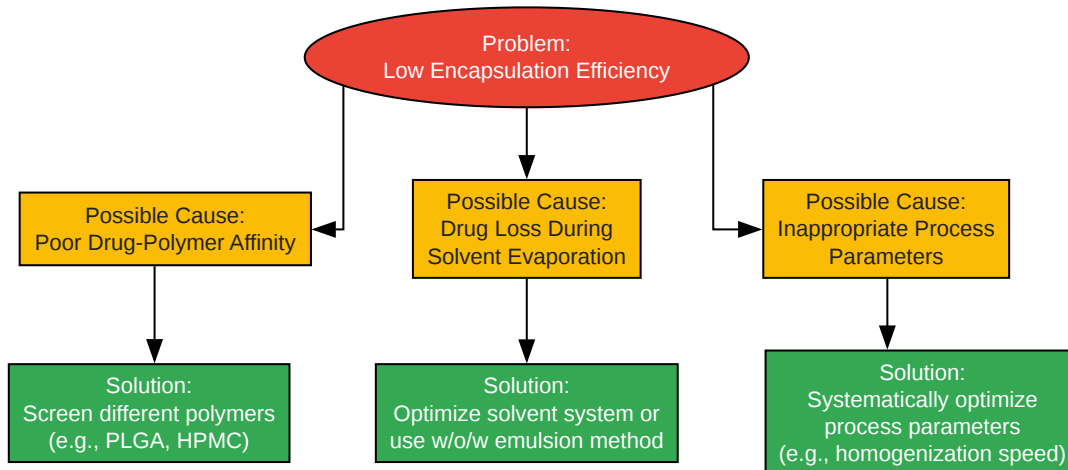 Problem:
Low Encapsulation Efficiency
Possible Cause:
Poor Drug-Polymer Affinity
Possible Cause:
Drug Loss During
Solvent Evaporation
Possible Cause:
Inappropriate Process
Parameters
Solution:
Screen different polymers
(e.g., PLGA, HPMC)
Solution:
Optimize solvent system or
use w/o/w emulsion method
Solution:
Systematically optimize
process parameters
(e.g., homogenization speed)